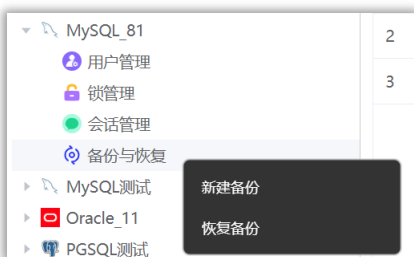 MySQL_81
2
用户管理
锁管理
3
会话管理
备份与恢复
MySQL测试
新建备份
Oracle_11
恢复备份
PGSQL测试